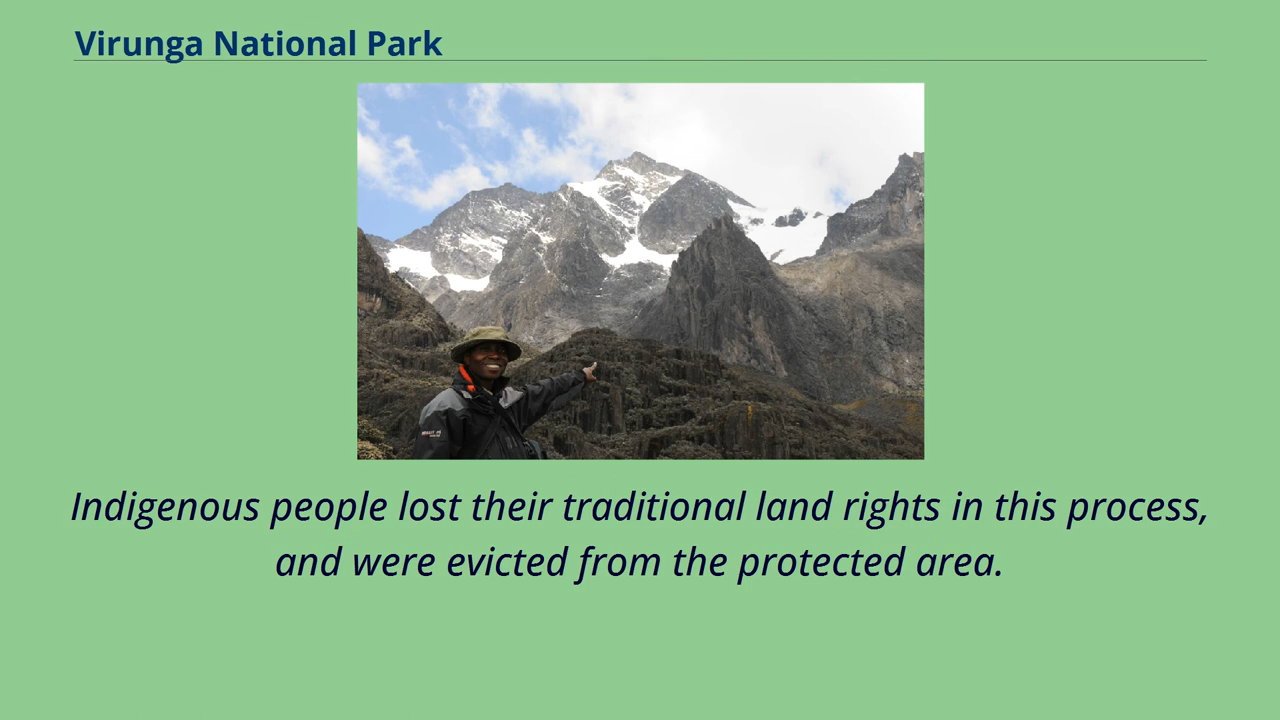 Virunga National Park
Indigenous people lost their traditional land rights in this process,
and were evicted from the protected area.